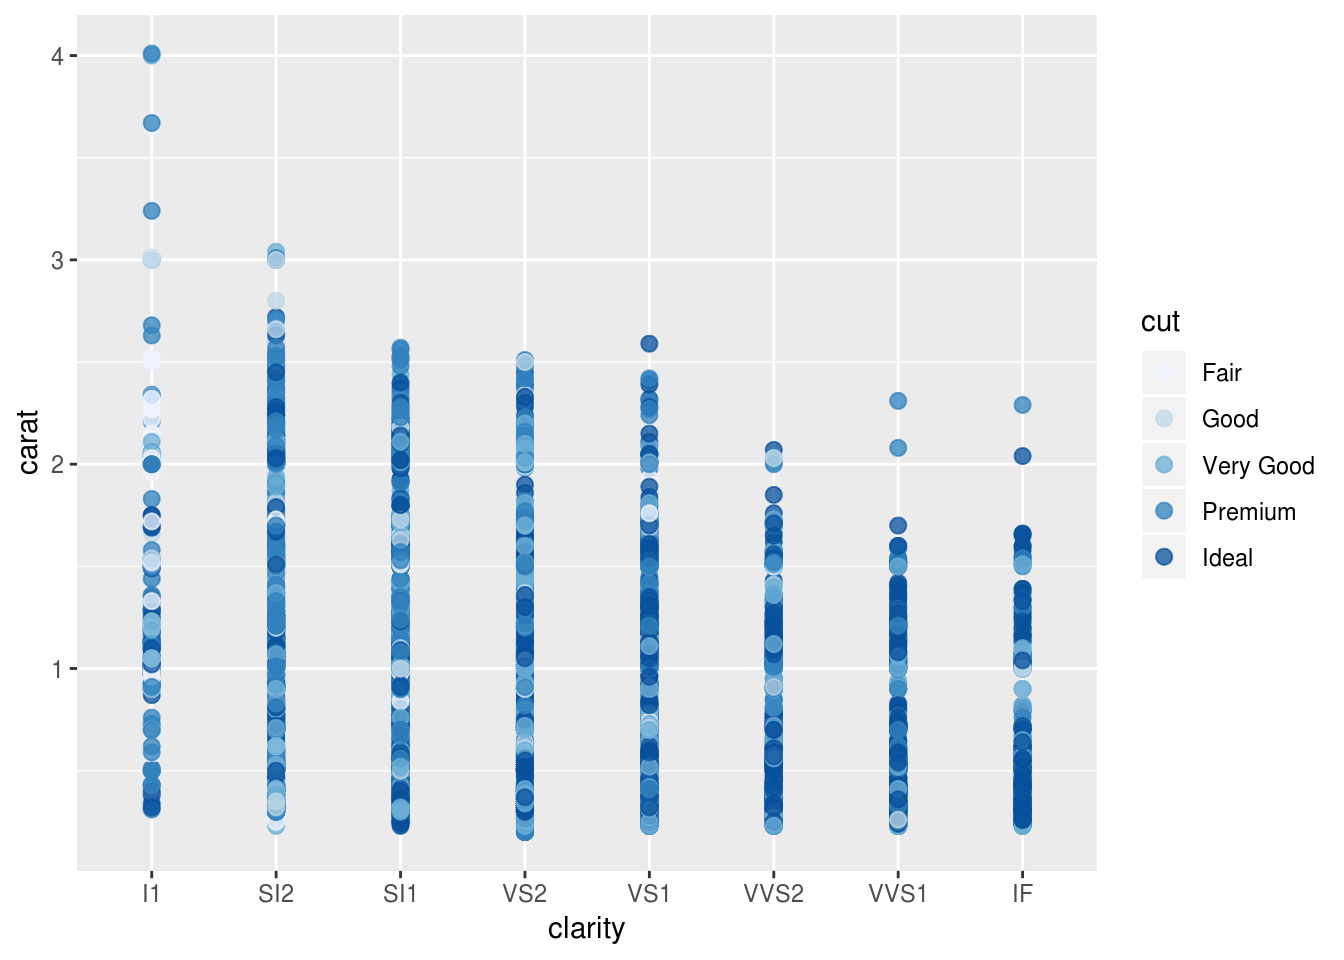 4
3
2
1
carat
I1 SI2 SI1 VS2 VS1 VVS2 VVS1 IF
clarity
cut
Fair
Good
Very Good
Premium
Ideal